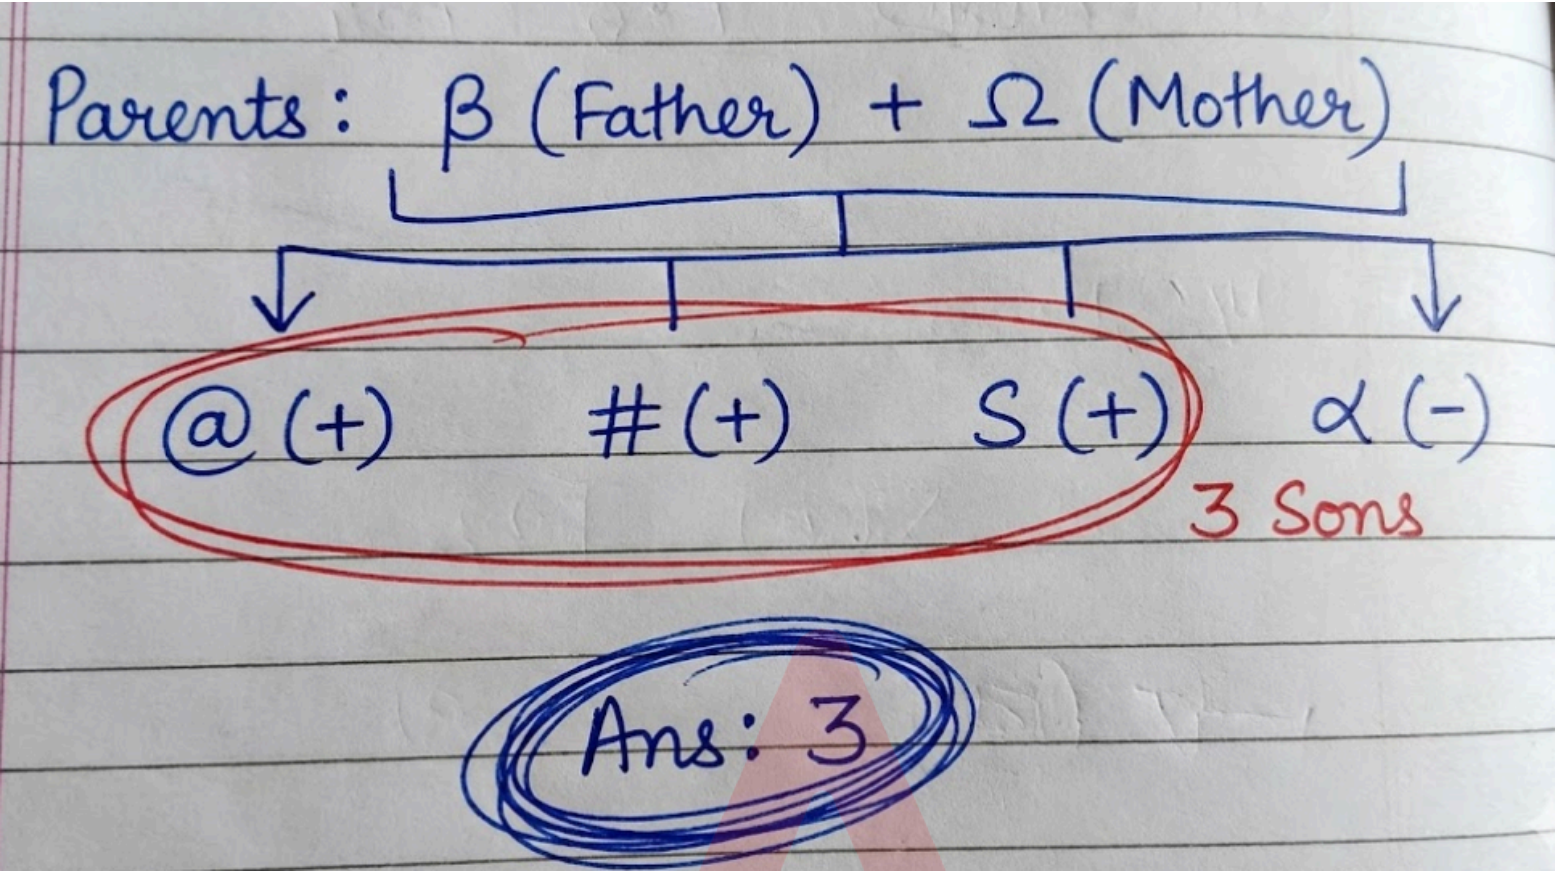 Parents: β (Father) + Ω (Mother)
@ (+) # (+) S (+) α (-)
3 Sons
Ans: 3